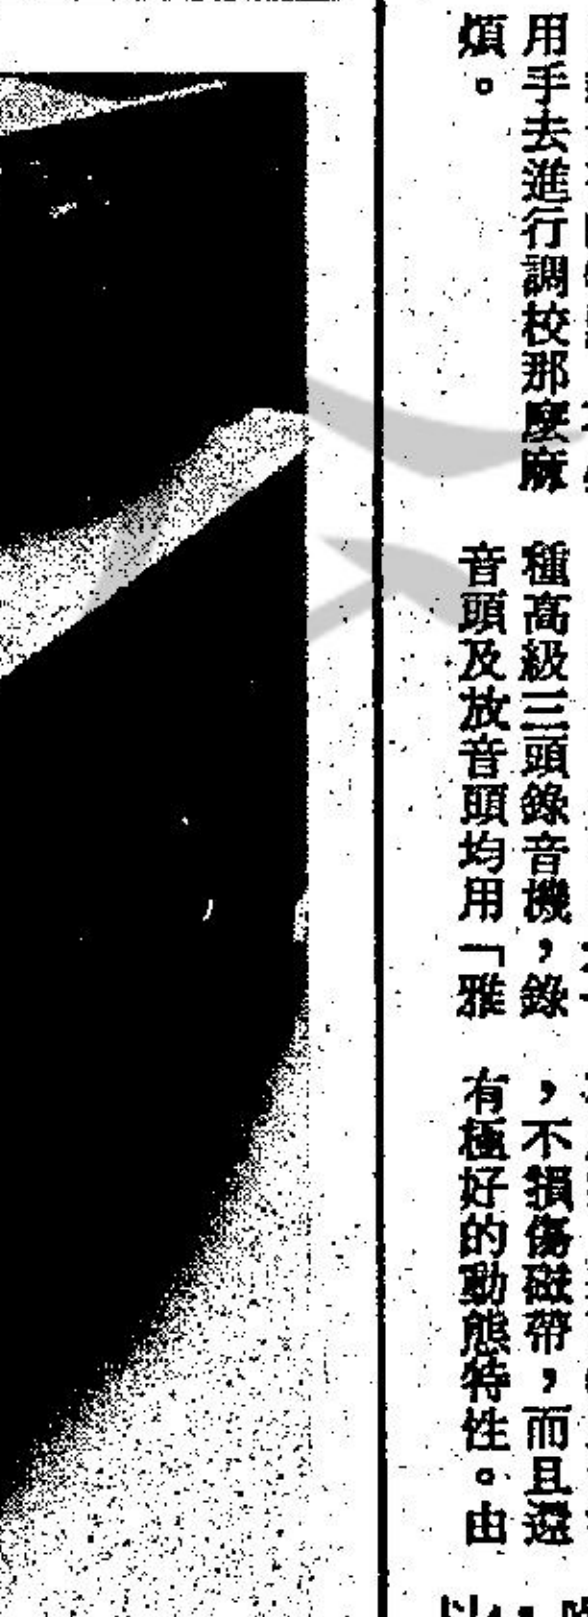 用手去進行調校那麼麻
煩。
種高級三頭錄音機，錄
音頭及放音頭均用「雅
，不損傷磁帶，而且還
有極好的動態特性。由